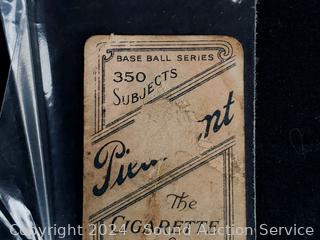 BASE BALL SERIES
350
SUBJECTS
The
CIGARETTE
Copyright 2024 - Sound Auction Service